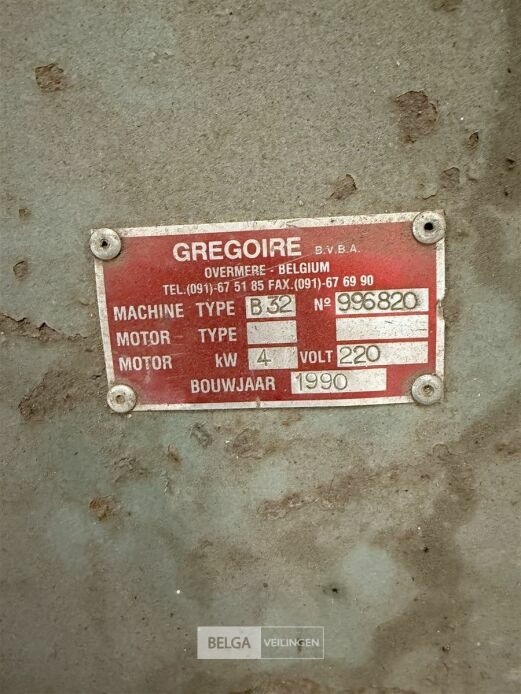 GREGOIRE B.V.B.A.
OVERMERE - BELGIUM
TEL.(091)-67 51 85 FAX.(091)-67 69 90
MACHINE TYPE B32 Nº 996820
MOTOR TYPE
MOTOR kW 4 VOLT 220
BOUWJAAR 1990
BELGA VEILINGEN